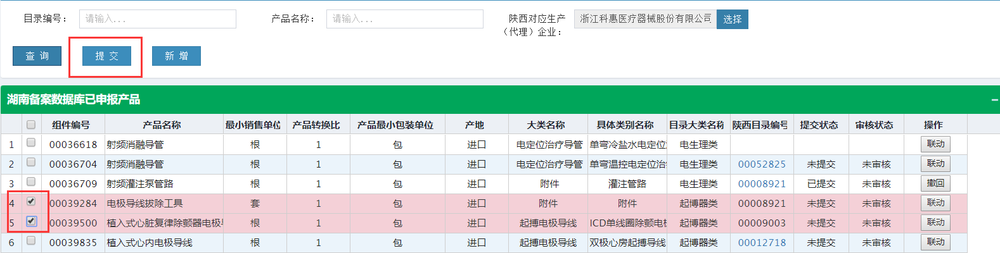 目录编号： 请输入... 产品名称： 请输入... 陕西对应生产 浙江科惠医疗器械股份有限公司 选择
（代理）企业：
查 询 提 交 新 增
湖南备案数据库已申报产品
组件编号 产品名称 最小销售单位 产品转换比 产品最小包装单位 产地 大类名称 具体类别名称 目录大类名称 陕西目录编号 提交状态 审核状态 操作
1 00036618 射频消融导管 根 1 包 进口 电定位治疗导管 单弯冷盐水电定位 电生理类 联动
2 00036704 射频消融导管 根 1 包 进口 电定位治疗导管 单弯温控电定位治 电生理类 00052825 未提交 未审核 联动
3 00036709 射频灌注泵管路 根 1 包 进口 附件 灌注管路 电生理类 00008921 已提交 未审核 撤回
4 00039284 电极导线拔除工具 套 1 包 进口 附件 附件 起博器类 00008921 未提交 未审核 联动
5 00039500 植入式心脏复律除颤器电极 根 1 包 进口 起搏电极导线 ICD单线圈除颤电极 起博器类 00009003 未提交 未审核 联动
6 00039835 植入式心内电极导线 根 1 包 进口 起搏电极导线 双极心房起搏导线 起博器类 00012718 未提交 未审核 联动